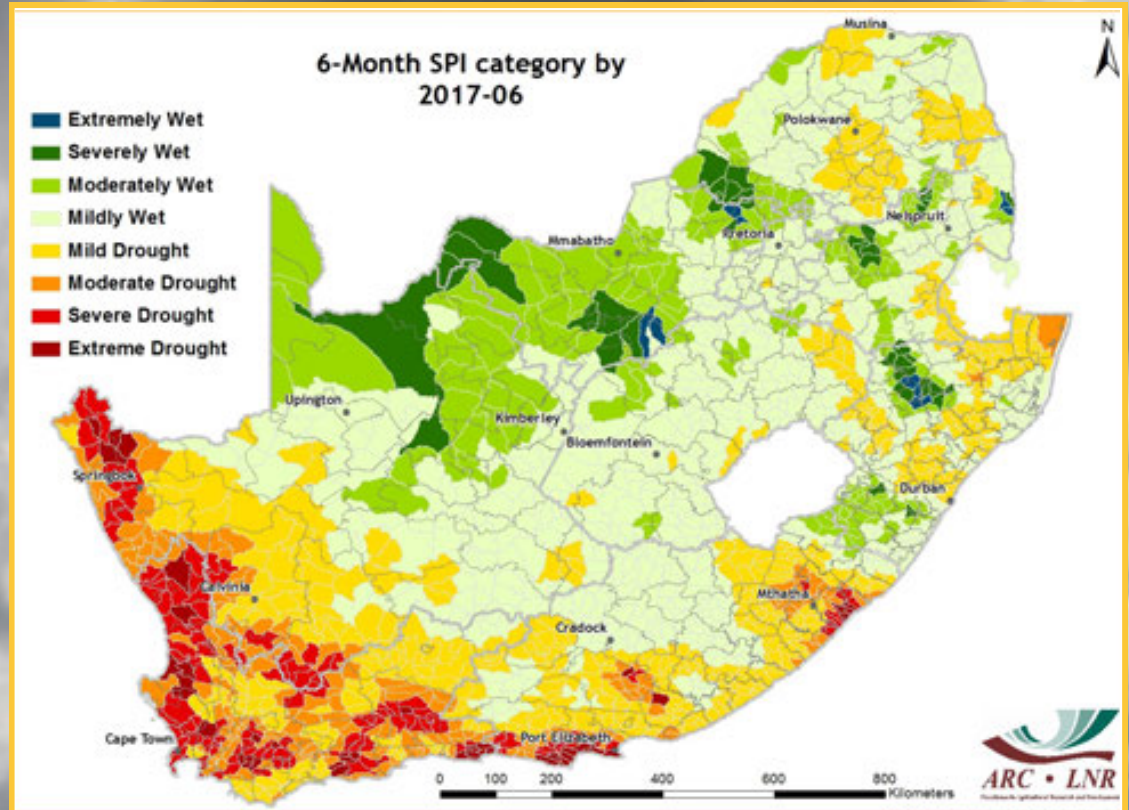 6-Month SPI category by
2017-06
Extremely Wet
Severely Wet
Moderately Wet
Mildly Wet
Mild Drought
Moderate Drought
Severe Drought
Extreme Drought
N
Musina
Polokwane
Nelspruit
Pretoria
Mmabatho
Upington
Kimberley
Bloemfontein
Springbok
Durban
Calvinia
Mthatha
Cradock
Cape Town
Port Elizabeth
0 100 200 400 600 800
Kilometers
ARC • LNR